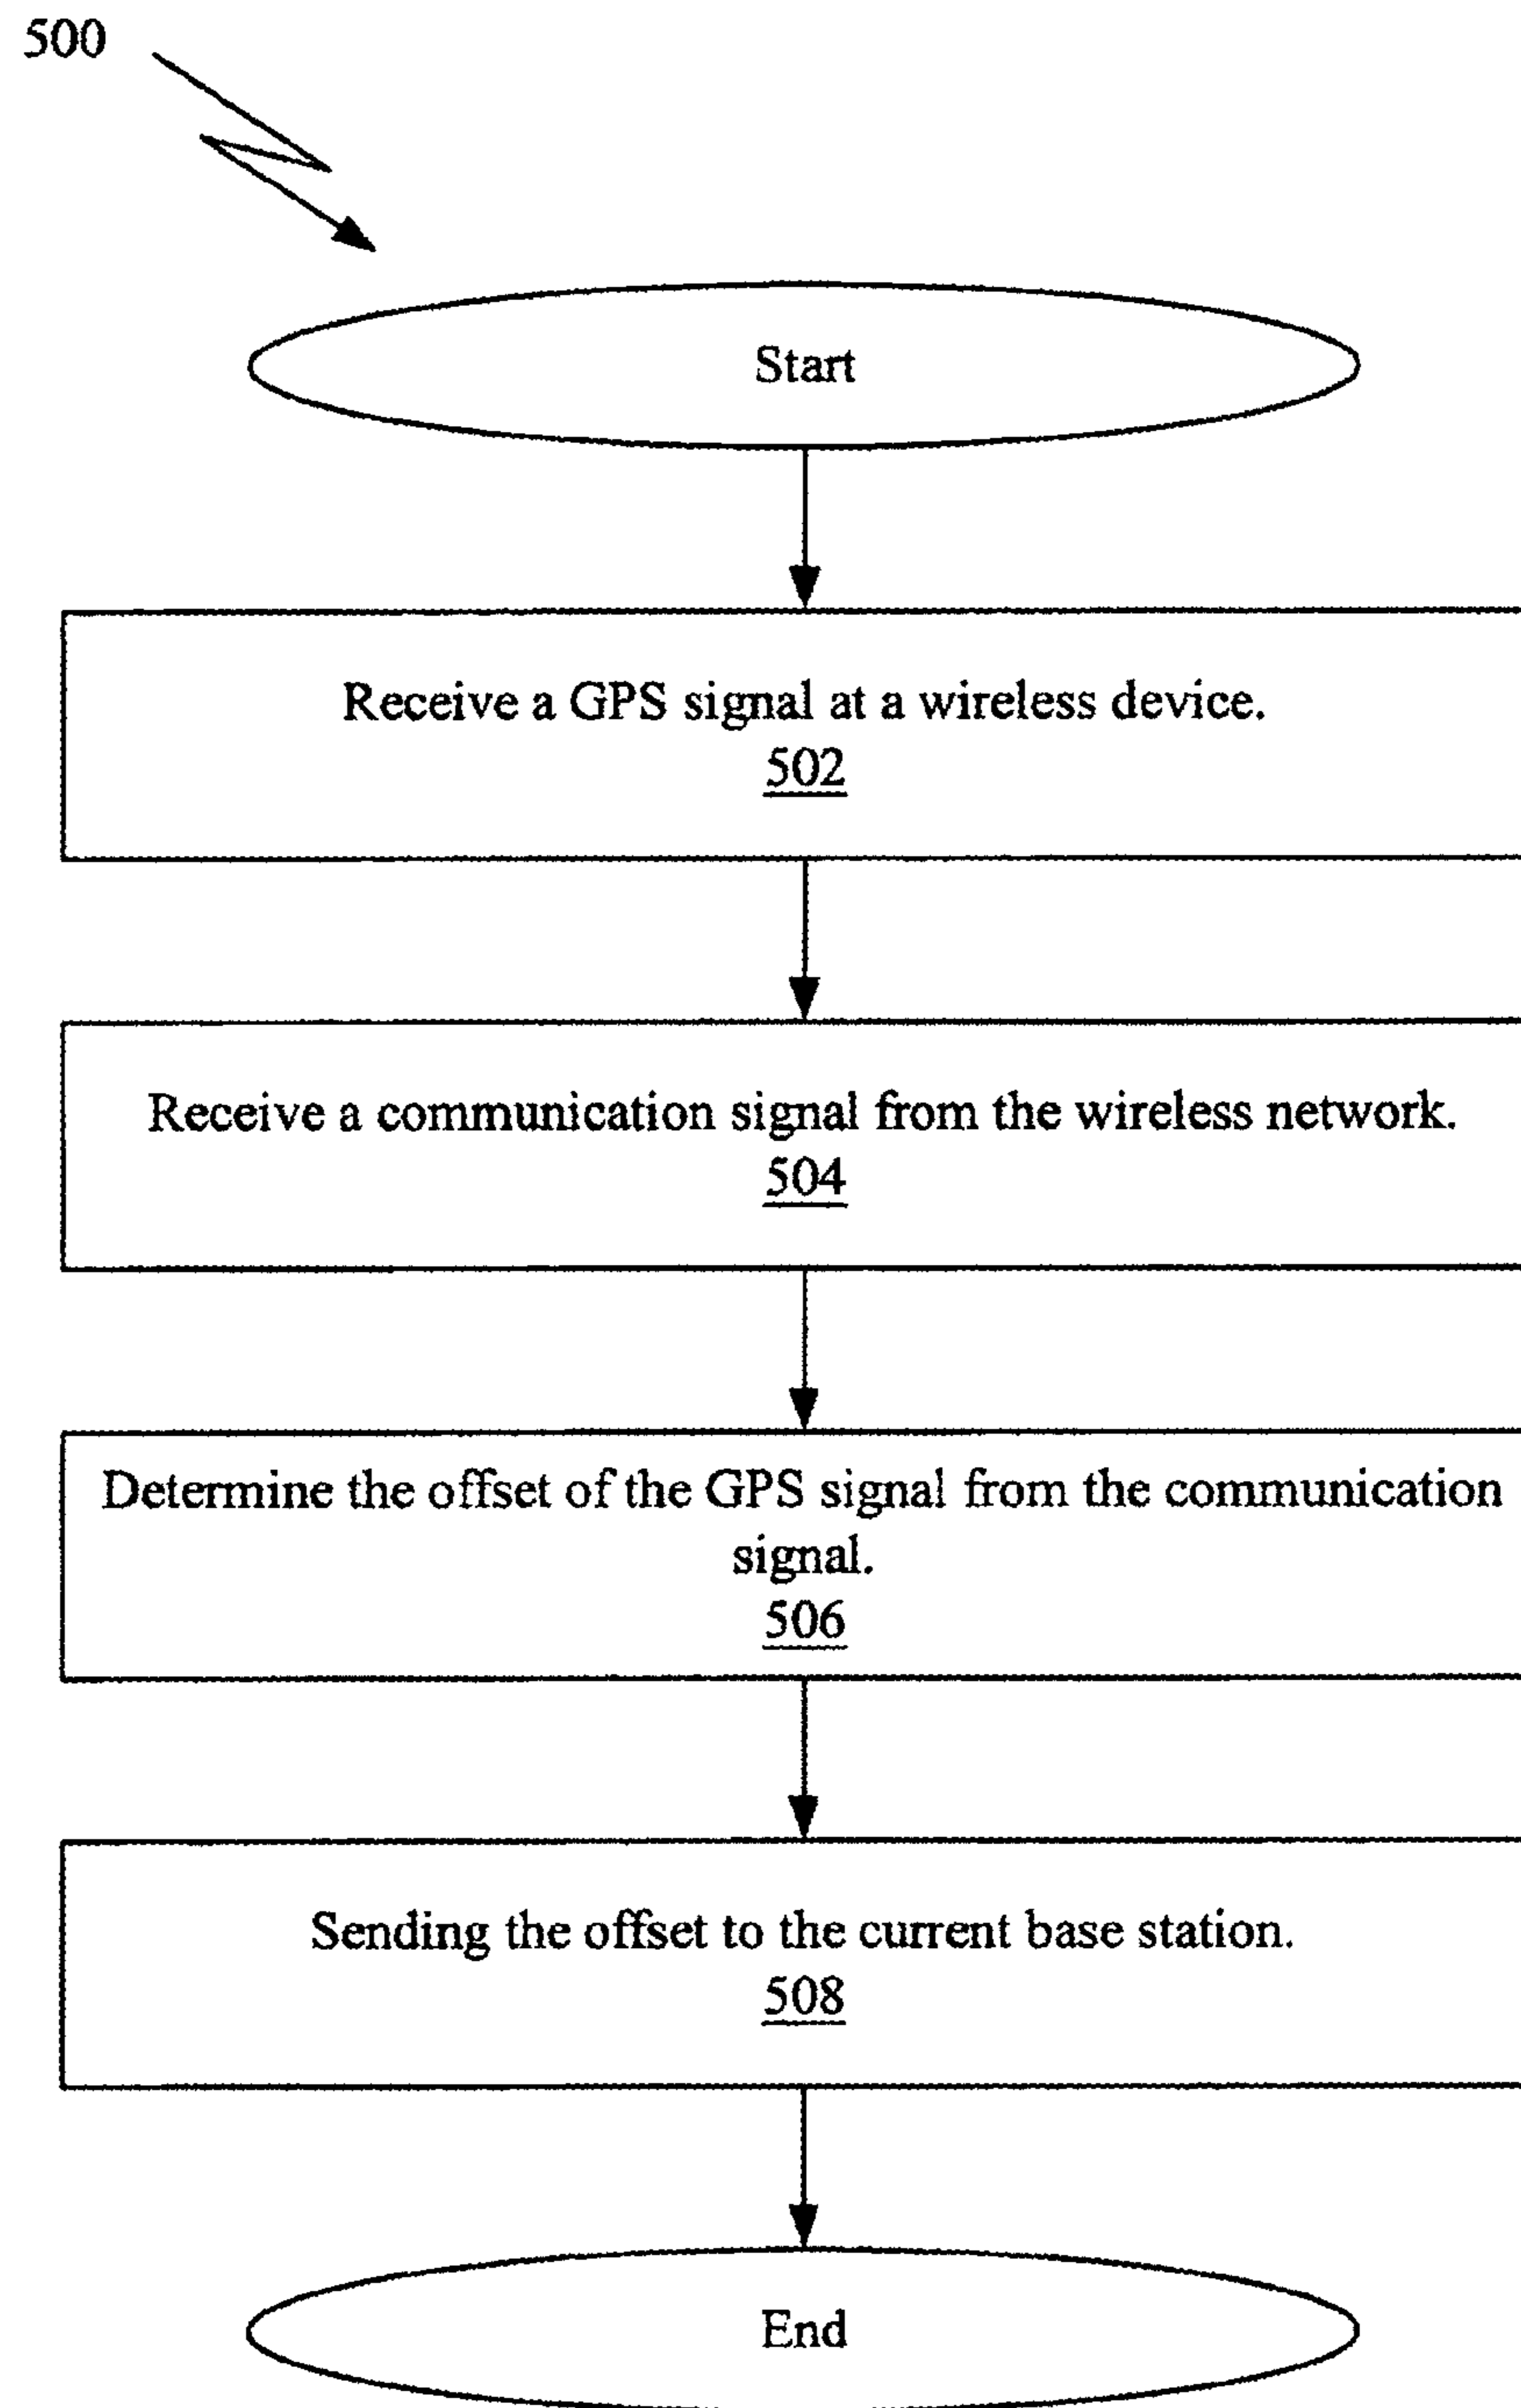 500
Start
Receive a GPS signal at a wireless device.
502
Receive a communication signal from the wireless network.
504
Determine the offset of the GPS signal from the communication
signal.
506
Sending the offset to the current base station.
508
End